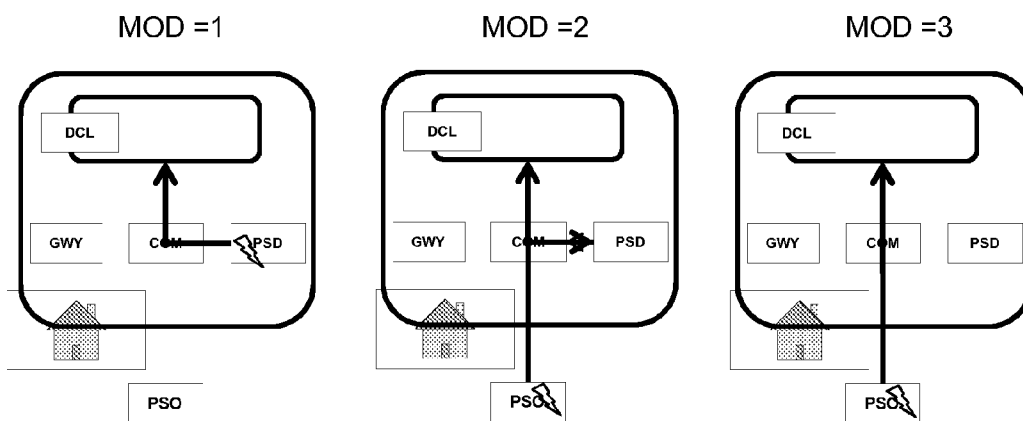 MOD =1 MOD =2 MOD =3
DCL DCL DCL
GWY COM PSD GWY COM PSD GWY COM PSD
PSO PSO PSO